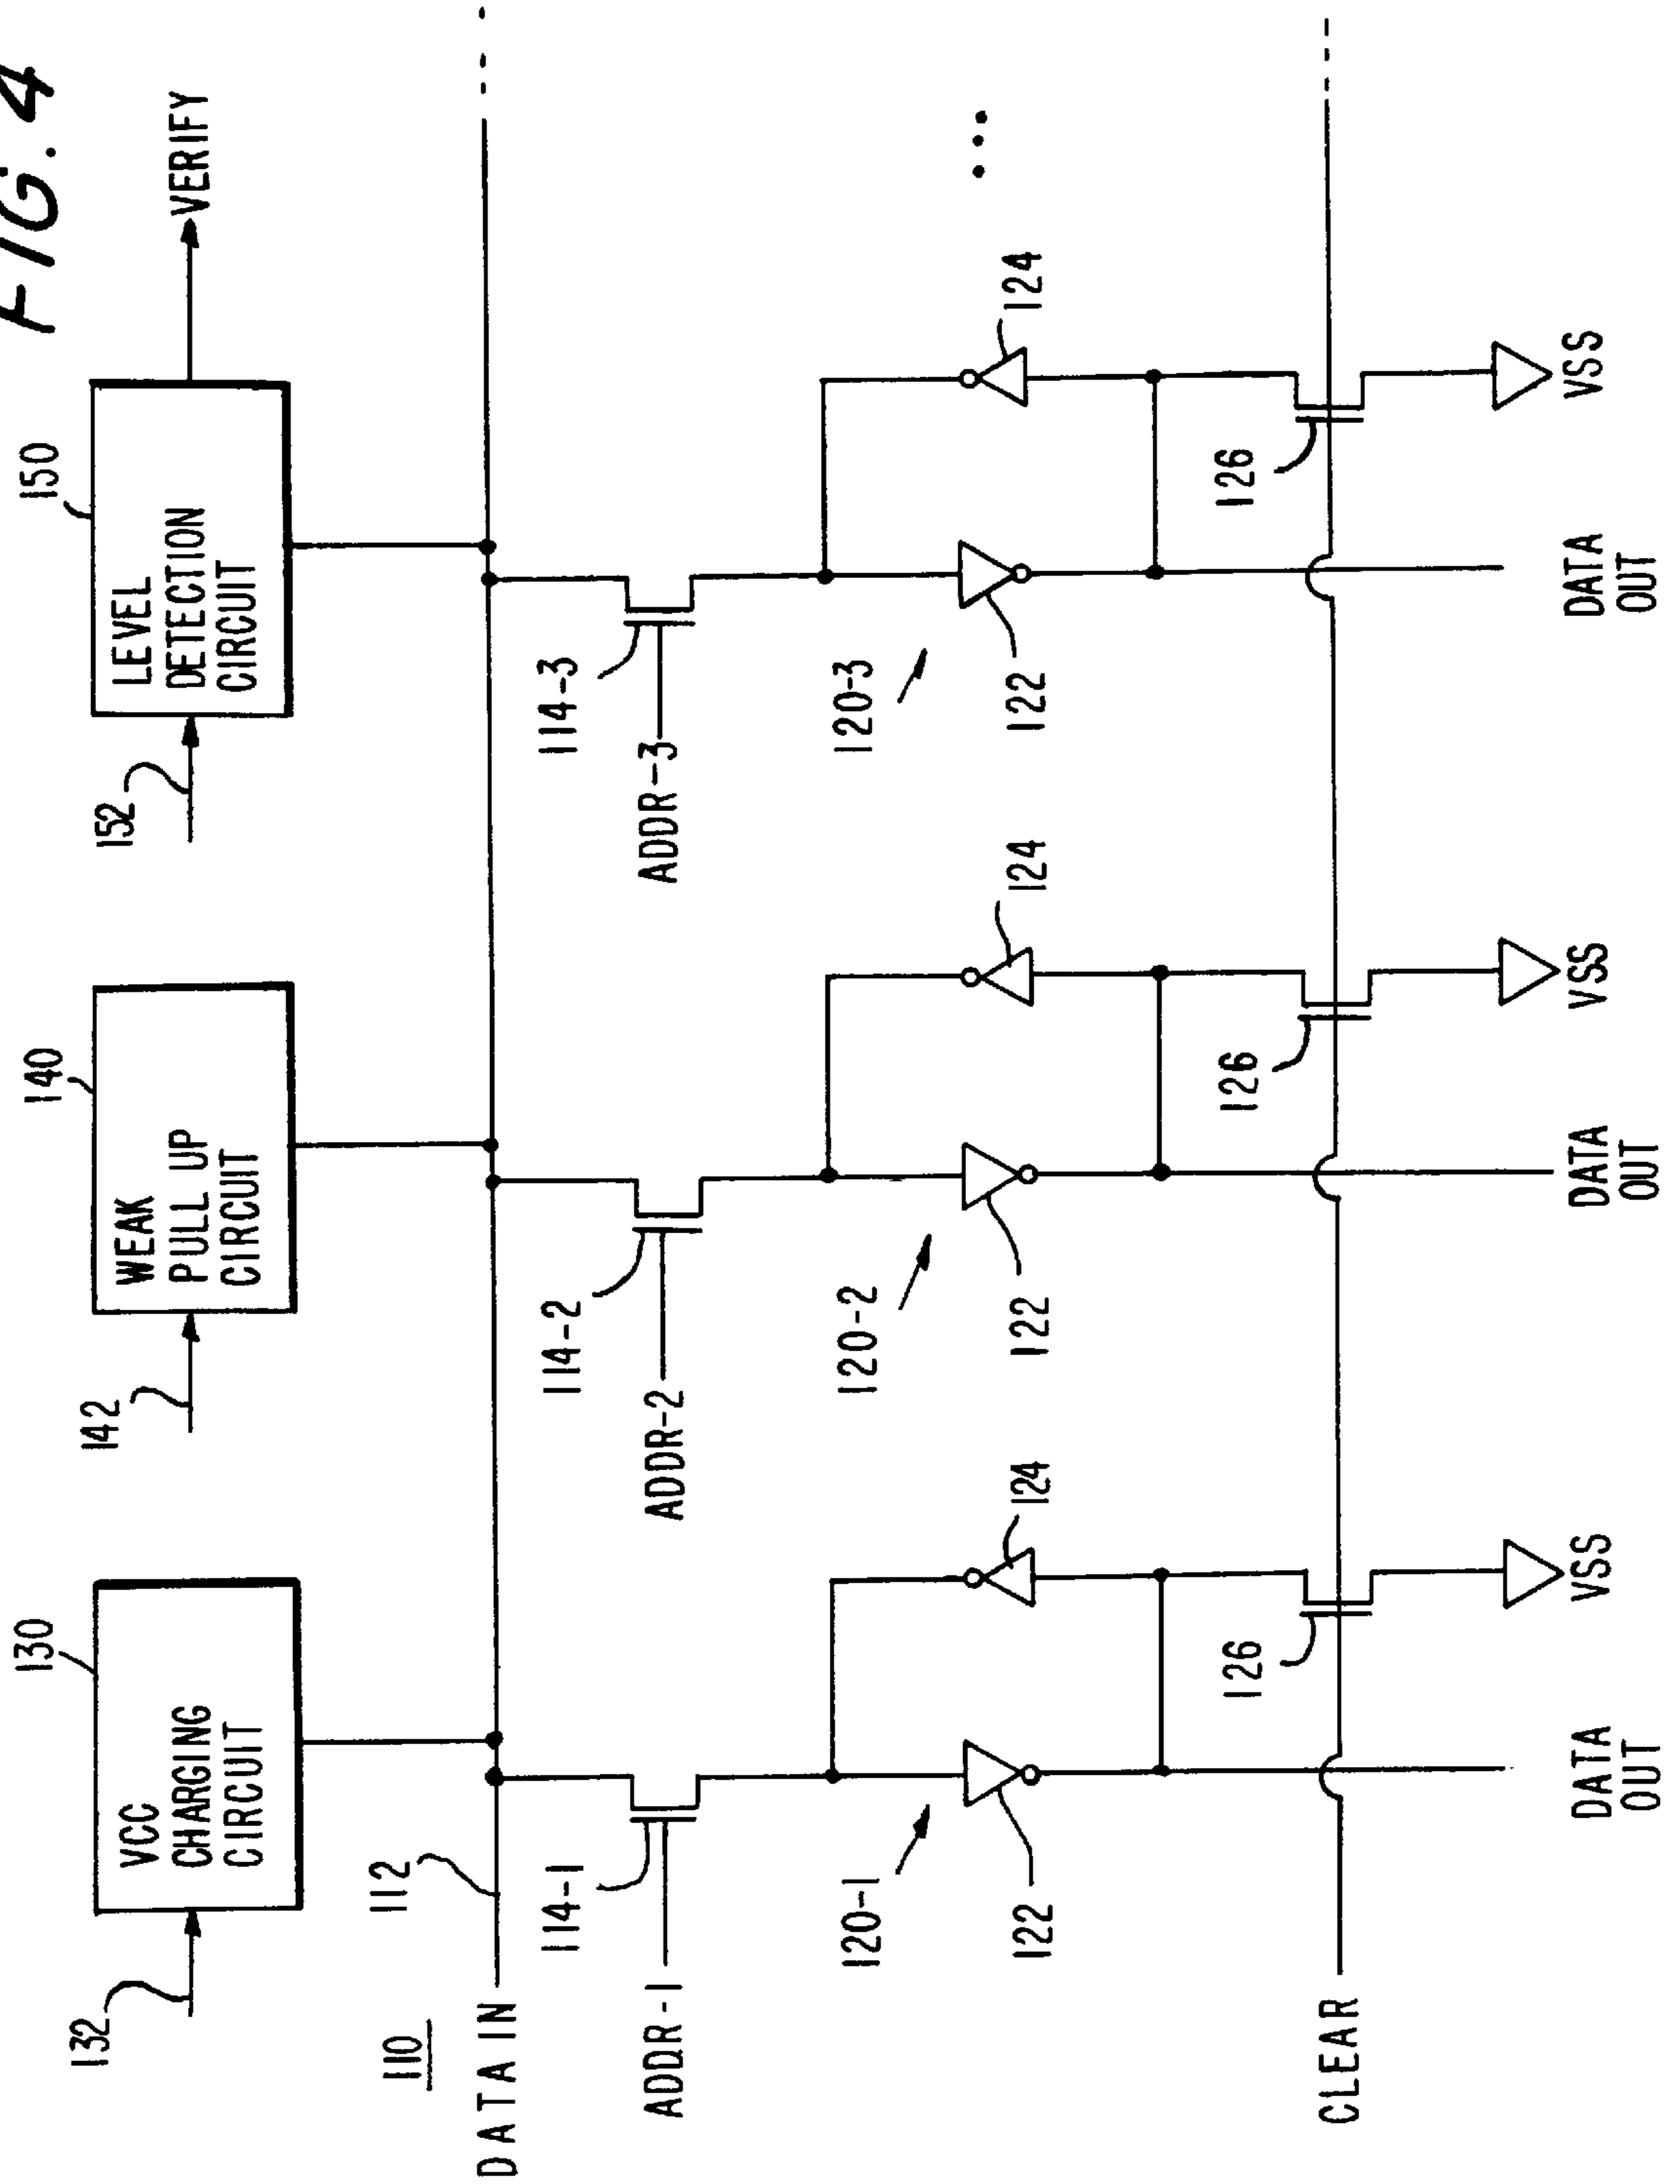 FIG. 4
130
140
150
132
142
152
VCC
CHARGING
CIRCUIT
WEAK
PULL UP
CIRCUIT
LEVEL
DETECTION
CIRCUIT
VERIFY
110
112
DATA IN
114-1
114-2
114-3
ADDR-1
ADDR-2
ADDR-3
120-1
120-2
120-3
122
124
122
124
122
124
126
126
126
CLEAR
DATA
OUT
VSS
DATA
OUT
VSS
DATA
OUT
VSS